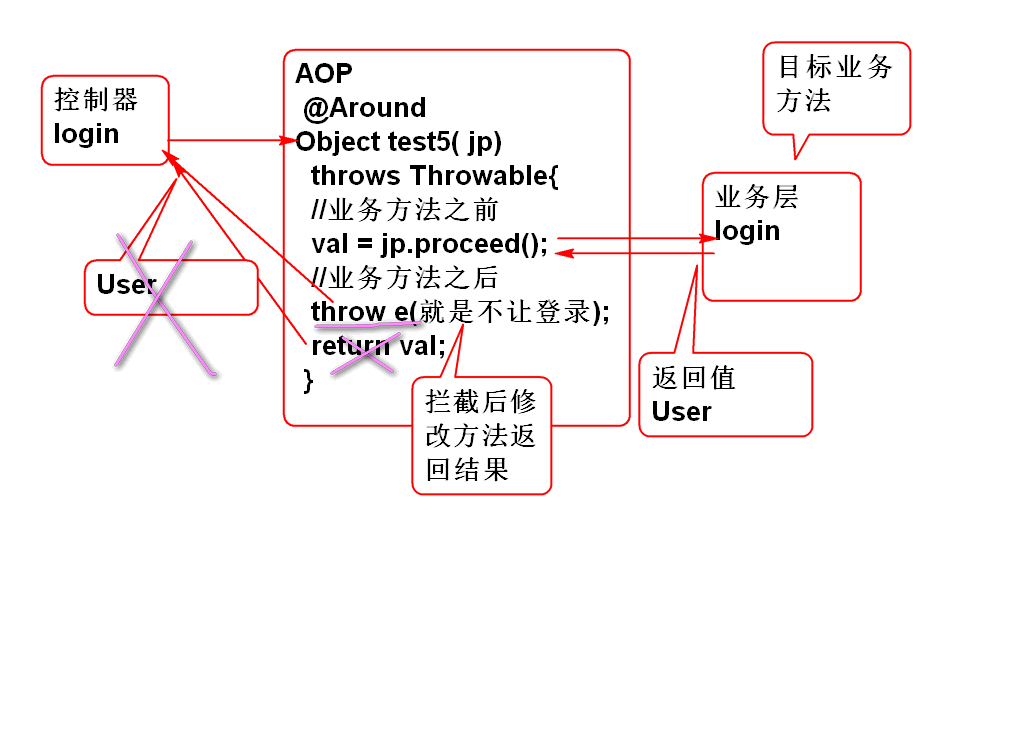 控制器
login
AOP
@Around
Object test5( jp)
throws Throwable{
//业务方法之前
val = jp.proceed();
//业务方法之后
throw e(就是不让登录);
return val;
}
目标业务
方法
业务层
login
User
拦截后修
改方法返
回结果
返回值
User